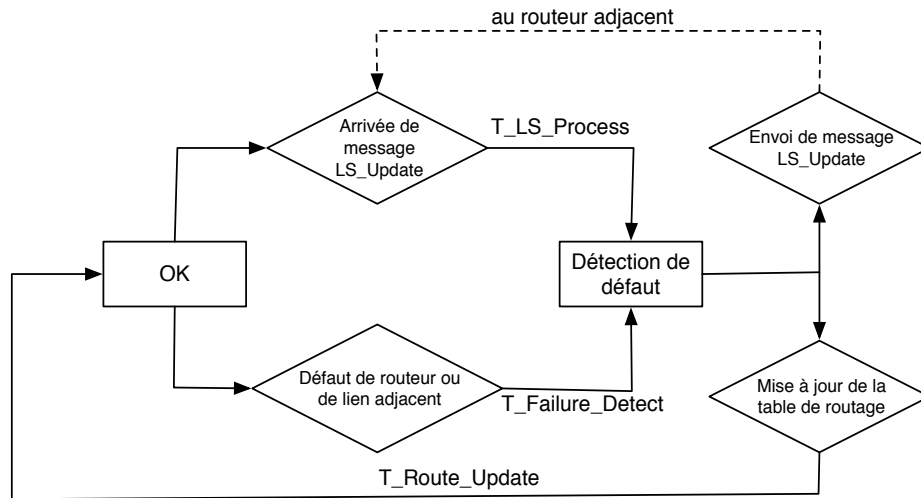 au routeur adjacent
Arrivée de
message
LS_Update
T_LS_Process
Envoi de message
LS_Update
OK
Détection de
défaut
Défaut de routeur ou
de lien adjacent
T_Failure_Detect
Mise à jour de la
table de routage
T_Route_Update